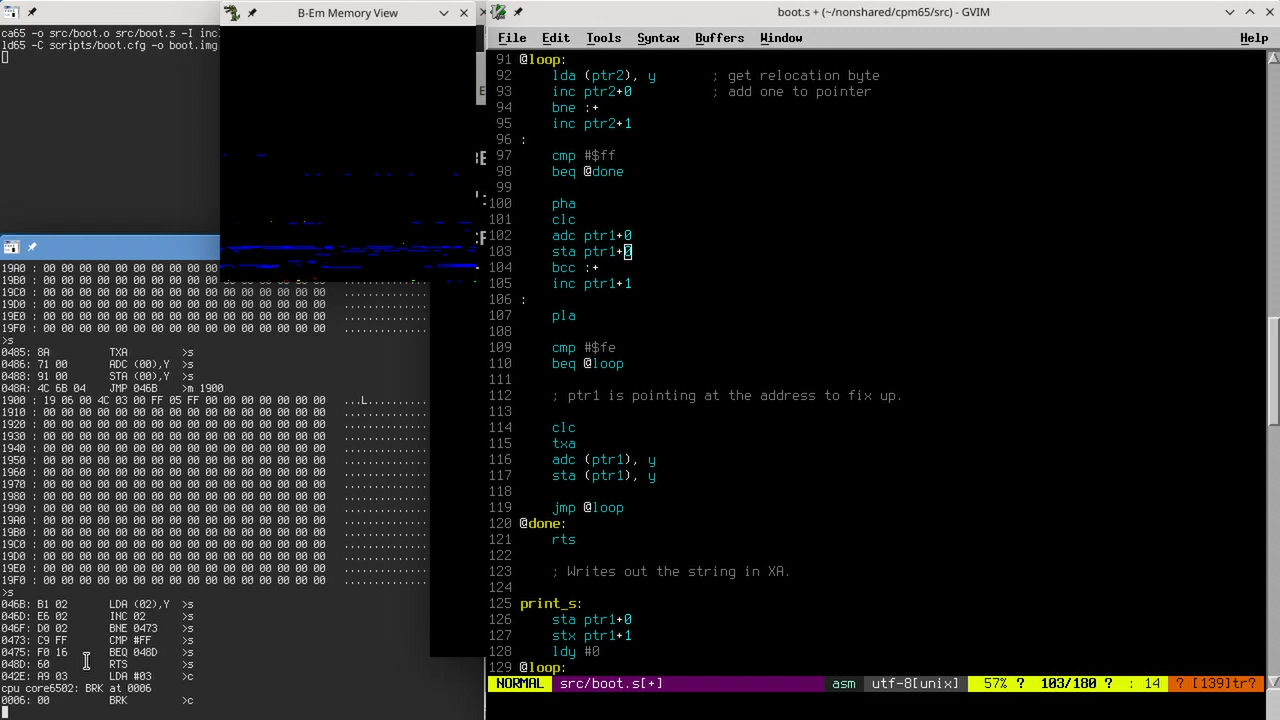 ca65 -o src/boot.o src/boot.s -I incl
ld65 -C scripts/boot.cfg -o boot.img
B-Em Memory View
19A0 : 00 00 00 00 00 00 00 00 00 00 00 00 00 00 00 00 ................
19B0 : 00 00 00 00 00 00 00 00 00 00 00 00 00 00 00 00 ................
19C0 : 00 00 00 00 00 00 00 00 00 00 00 00 00 00 00 00 ................
19D0 : 00 00 00 00 00 00 00 00 00 00 00 00 00 00 00 00 ................
19E0 : 00 00 00 00 00 00 00 00 00 00 00 00 00 00 00 00 ................
19F0 : 00 00 00 00 00 00 00 00 00 00 00 00 00 00 00 00 ................
>s
0485: 8A TXA >s
0486: 71 00 ADC (00),Y >s
0488: 91 00 STA (00),Y >s
048A: 4C 6B 04 JMP 046B >m 1900
1900 : 19 06 00 4C 03 00 FF 05 FF 00 00 00 00 00 00 00 ...L............
1910 : 00 00 00 00 00 00 00 00 00 00 00 00 00 00 00 00 ................
1920 : 00 00 00 00 00 00 00 00 00 00 00 00 00 00 00 00 ................
1930 : 00 00 00 00 00 00 00 00 00 00 00 00 00 00 00 00 ................
1940 : 00 00 00 00 00 00 00 00 00 00 00 00 00 00 00 00 ................
1950 : 00 00 00 00 00 00 00 00 00 00 00 00 00 00 00 00 ................
1960 : 00 00 00 00 00 00 00 00 00 00 00 00 00 00 00 00 ................
1970 : 00 00 00 00 00 00 00 00 00 00 00 00 00 00 00 00 ................
1980 : 00 00 00 00 00 00 00 00 00 00 00 00 00 00 00 00 ................
1990 : 00 00 00 00 00 00 00 00 00 00 00 00 00 00 00 00 ................
19A0 : 00 00 00 00 00 00 00 00 00 00 00 00 00 00 00 00 ................
19B0 : 00 00 00 00 00 00 00 00 00 00 00 00 00 00 00 00 ................
19C0 : 00 00 00 00 00 00 00 00 00 00 00 00 00 00 00 00 ................
19D0 : 00 00 00 00 00 00 00 00 00 00 00 00 00 00 00 00 ................
19E0 : 00 00 00 00 00 00 00 00 00 00 00 00 00 00 00 00 ................
19F0 : 00 00 00 00 00 00 00 00 00 00 00 00 00 00 00 00 ................
>s
046B: B1 02 LDA (02),Y >s
046D: E6 02 INC 02 >s
046F: D0 02 BNE 0473 >s
0473: C9 FF CMP #FF >s
0475: F0 16 BEQ 048D >s
048D: 60 RTS >s
042E: A9 03 LDA #03 >c
cpu core6502: BRK at 0006
0006: 00 BRK >c
boot.s + (~/nonshared/cpm65/src) - GVIM
File Edit Tools Syntax Buffers Window Help
91 @loop:
92 lda (ptr2), y ; get relocation byte
93 inc ptr2+0 ; add one to pointer
94 bne :+
95 inc ptr2+1
96 :
97 cmp #$ff
98 beq @done
99
100 pha
101 clc
102 adc ptr1+0
103 sta ptr1+0
104 bcc :+
105 inc ptr1+1
106 :
107 pla
108
109 cmp #$fe
110 beq @loop
111
112 ; ptr1 is pointing at the address to fix up.
113
114 clc
115 txa
116 adc (ptr1), y
117 sta (ptr1), y
118
119 jmp @loop
120 @done:
121 rts
122
123 ; Writes out the string in XA.
124
125 print_s:
126 sta ptr1+0
127 stx ptr1+1
128 ldy #0
129 @loop:
NORMAL src/boot.s[+] asm utf-8[unix] 57% ? 103/180 ? : 14 ? [139]tr?